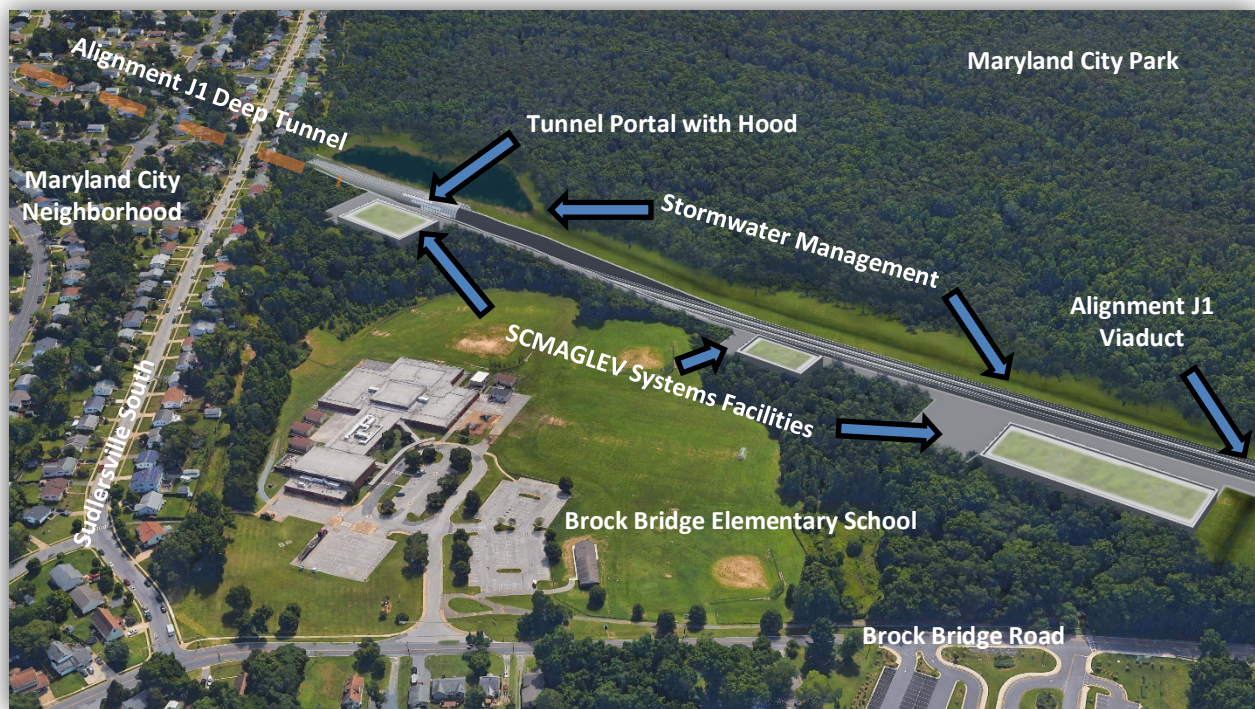 Maryland City Park
Alignment J1 Deep Tunnel
Tunnel Portal with Hood
Maryland City
Neighborhood
Stormwater Management
Alignment J1
Viaduct
SCMAGLEV Systems Facilities
Sudlersville South
Brock Bridge Elementary School
Brock Bridge Road